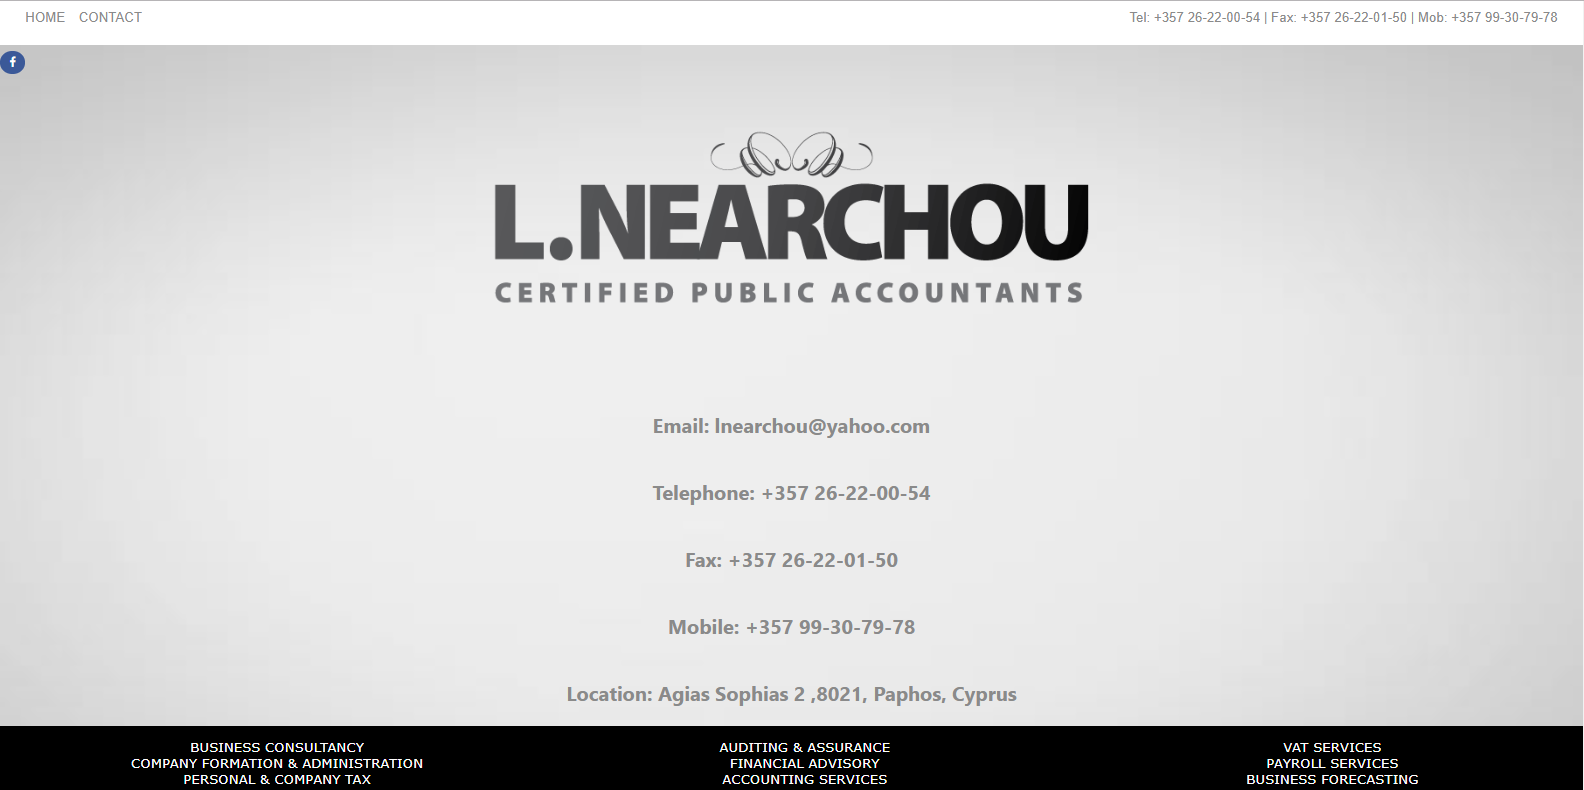 HOME CONTACT
Tel: +357 26-22-00-54 | Fax: +357 26-22-01-50 | Mob: +357 99-30-79-78
f
L.NEARCHOU
CERTIFIED PUBLIC ACCOUNTANTS
Email: lnearchou@yahoo.com
Telephone: +357 26-22-00-54
Fax: +357 26-22-01-50
Mobile: +357 99-30-79-78
Location: Agias Sophias 2 ,8021, Paphos, Cyprus
BUSINESS CONSULTANCY
COMPANY FORMATION & ADMINISTRATION
PERSONAL & COMPANY TAX
AUDITING & ASSURANCE
FINANCIAL ADVISORY
ACCOUNTING SERVICES
VAT SERVICES
PAYROLL SERVICES
BUSINESS FORECASTING